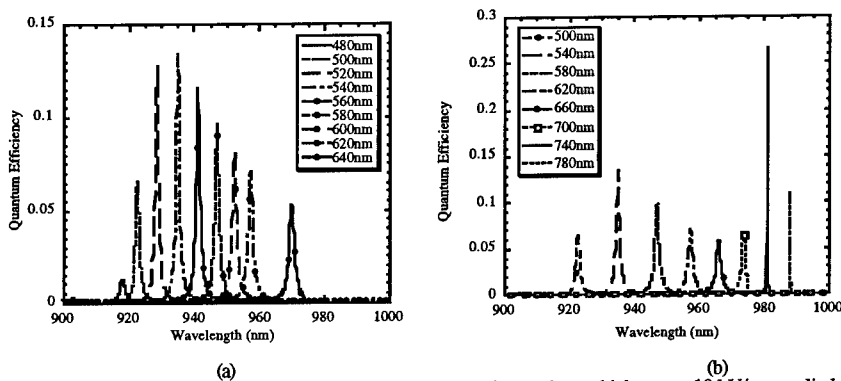 0.15
0.1
0.05
0
Quantum Efficiency
480nm
500nm
520nm
540nm
560nm
580nm
600nm
620nm
640nm
900 920 940 960 980 1000
Wavelength (nm)
(a)
0.3
0.25
0.2
0.15
0.1
0.05
0
Quantum Efficiency
500nm
540nm
580nm
620nm
660nm
700nm
740nm
780nm
900 920 940 960 980 1000
Wavelength (nm)
(b)